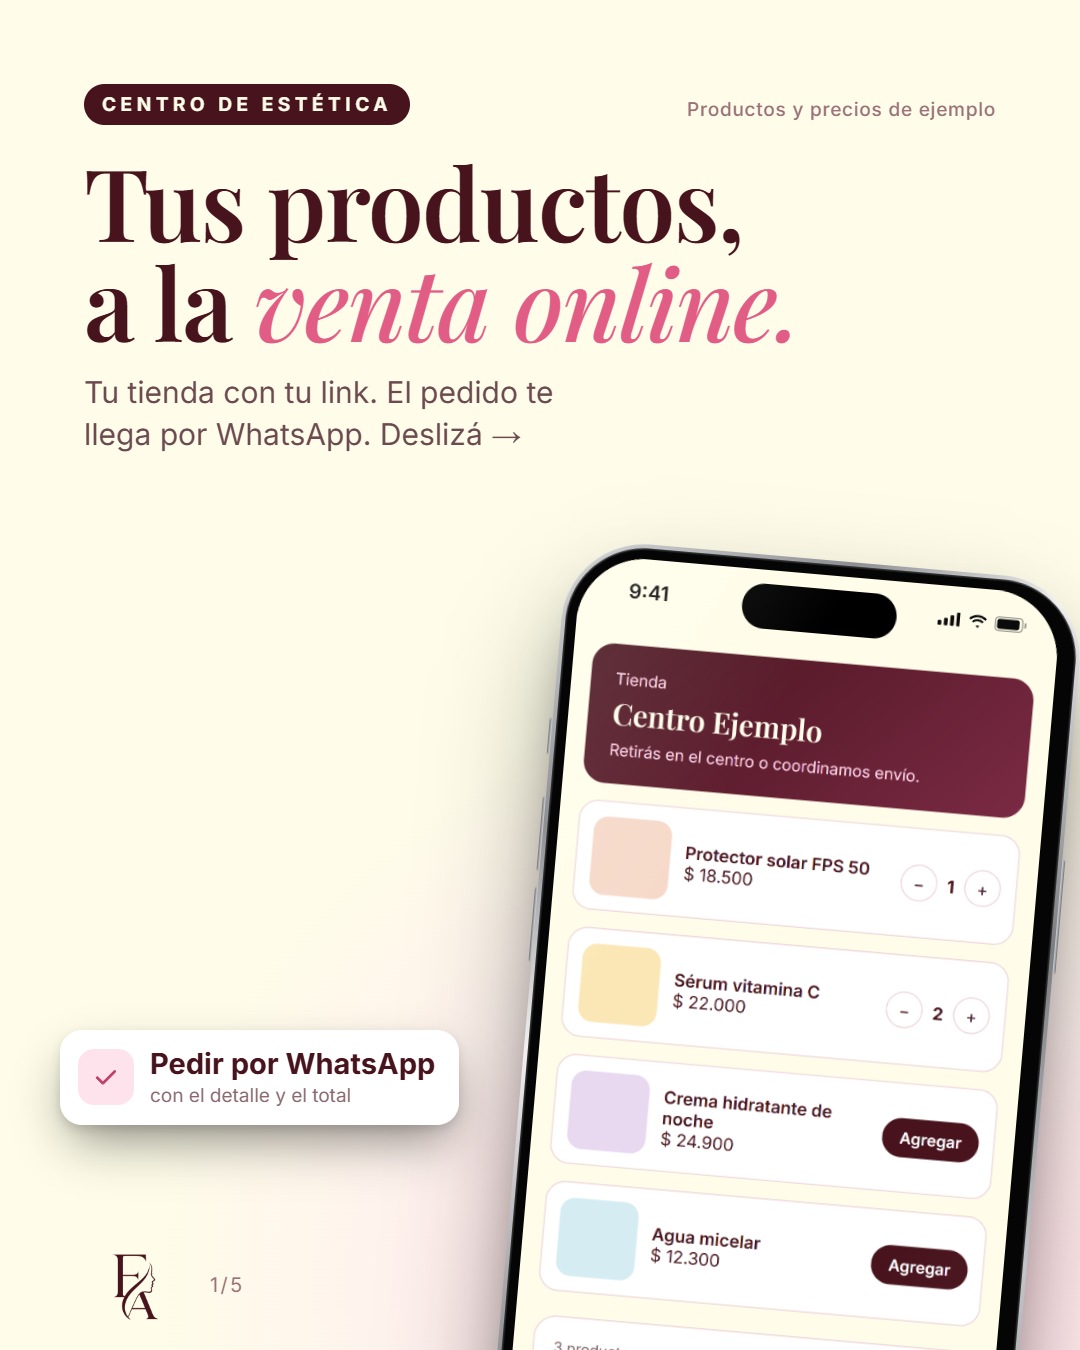 CENTRO DE ESTÉTICA
Productos y precios de ejemplo
Tus productos,
a la venta online.
Tu tienda con tu link. El pedido te
llega por WhatsApp. Deslizá →
9:41
Tienda
Centro Ejemplo
Retirás en el centro o coordinamos envío.
Protector solar FPS 50
$ 18.500
− 1 +
Sérum vitamina C
$ 22.000
− 2 +
Crema hidratante de
noche
$ 24.900
Agregar
Agua micelar
$ 12.300
Agregar
Pedir por WhatsApp
con el detalle y el total
EA
1/5